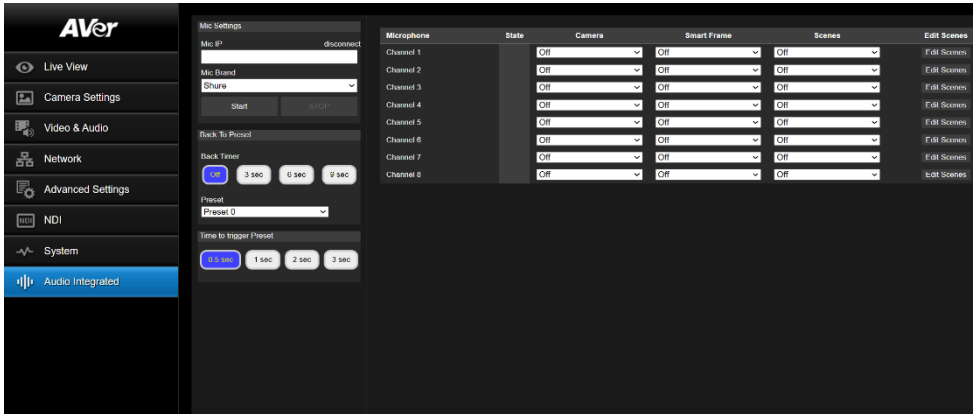 AVer
Live View
Camera Settings
Video & Audio
Network
Advanced Settings
NDI
NDI
System
Audio Integrated
Mic Settings
Mic IP disconnect
Mic Brand
Shure
Start STOP
Back To Preset
Back Timer
Off 3 sec 6 sec 9 sec
Preset
Preset 0
Time to trigger Preset
0.5 sec 1 sec 2 sec 3 sec
Microphone State Camera Smart Frame Scenes Edit Scenes
Channel 1 Off Off Off Edit Scenes
Channel 2 Off Off Off Edit Scenes
Channel 3 Off Off Off Edit Scenes
Channel 4 Off Off Off Edit Scenes
Channel 5 Off Off Off Edit Scenes
Channel 6 Off Off Off Edit Scenes
Channel 7 Off Off Off Edit Scenes
Channel 8 Off Off Off Edit Scenes